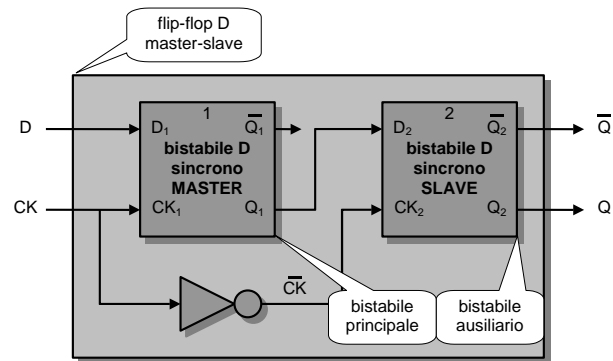 flip-flop D
master-slave
1
2
D
D₁
Q̅₁
D₂
Q̅₂
Q̅
bistabile D
sincrono
MASTER
bistabile D
sincrono
SLAVE
CK
CK₁
Q₁
CK₂
Q₂
Q
C̅K̅
bistabile
principale
bistabile
ausiliario